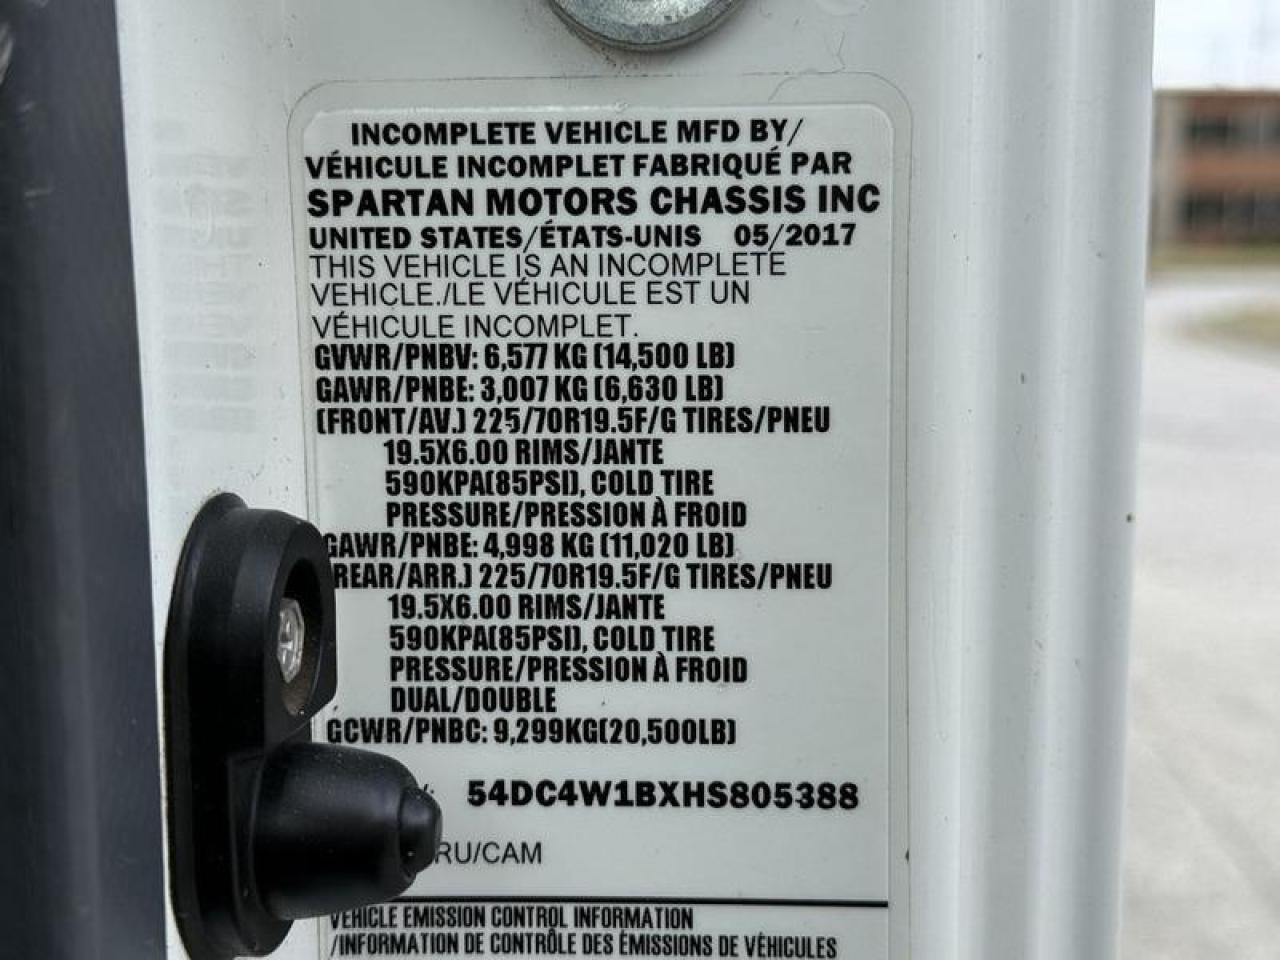 INCOMPLETE VEHICLE MFD BY/
VÉHICULE INCOMPLET FABRIQUÉ PAR
SPARTAN MOTORS CHASSIS INC
UNITED STATES/ÉTATS-UNIS 05/2017
THIS VEHICLE IS AN INCOMPLETE
VEHICLE./LE VÉHICULE EST UN
VÉHICULE INCOMPLET.
GVWR/PNBV: 6,577 KG (14,500 LB)
GAWR/PNBE: 3,007 KG (6,630 LB)
(FRONT/AV.) 225/70R19.5F/G TIRES/PNEU
19.5X6.00 RIMS/JANTE
590KPA(85PSI), COLD TIRE
PRESSURE/PRESSION À FROID
GAWR/PNBE: 4,998 KG (11,020 LB)
REAR/ARR.) 225/70R19.5F/G TIRES/PNEU
19.5X6.00 RIMS/JANTE
590KPA(85PSI), COLD TIRE
PRESSURE/PRESSION À FROID
DUAL/DOUBLE
GCWR/PNBC: 9,299KG(20,500LB)
54DC4W1BXHS805388
RU/CAM
VEHICLE EMISSION CONTROL INFORMATION
/INFORMATION DE CONTRÔLE DES ÉMISSIONS DE VÉHICULES